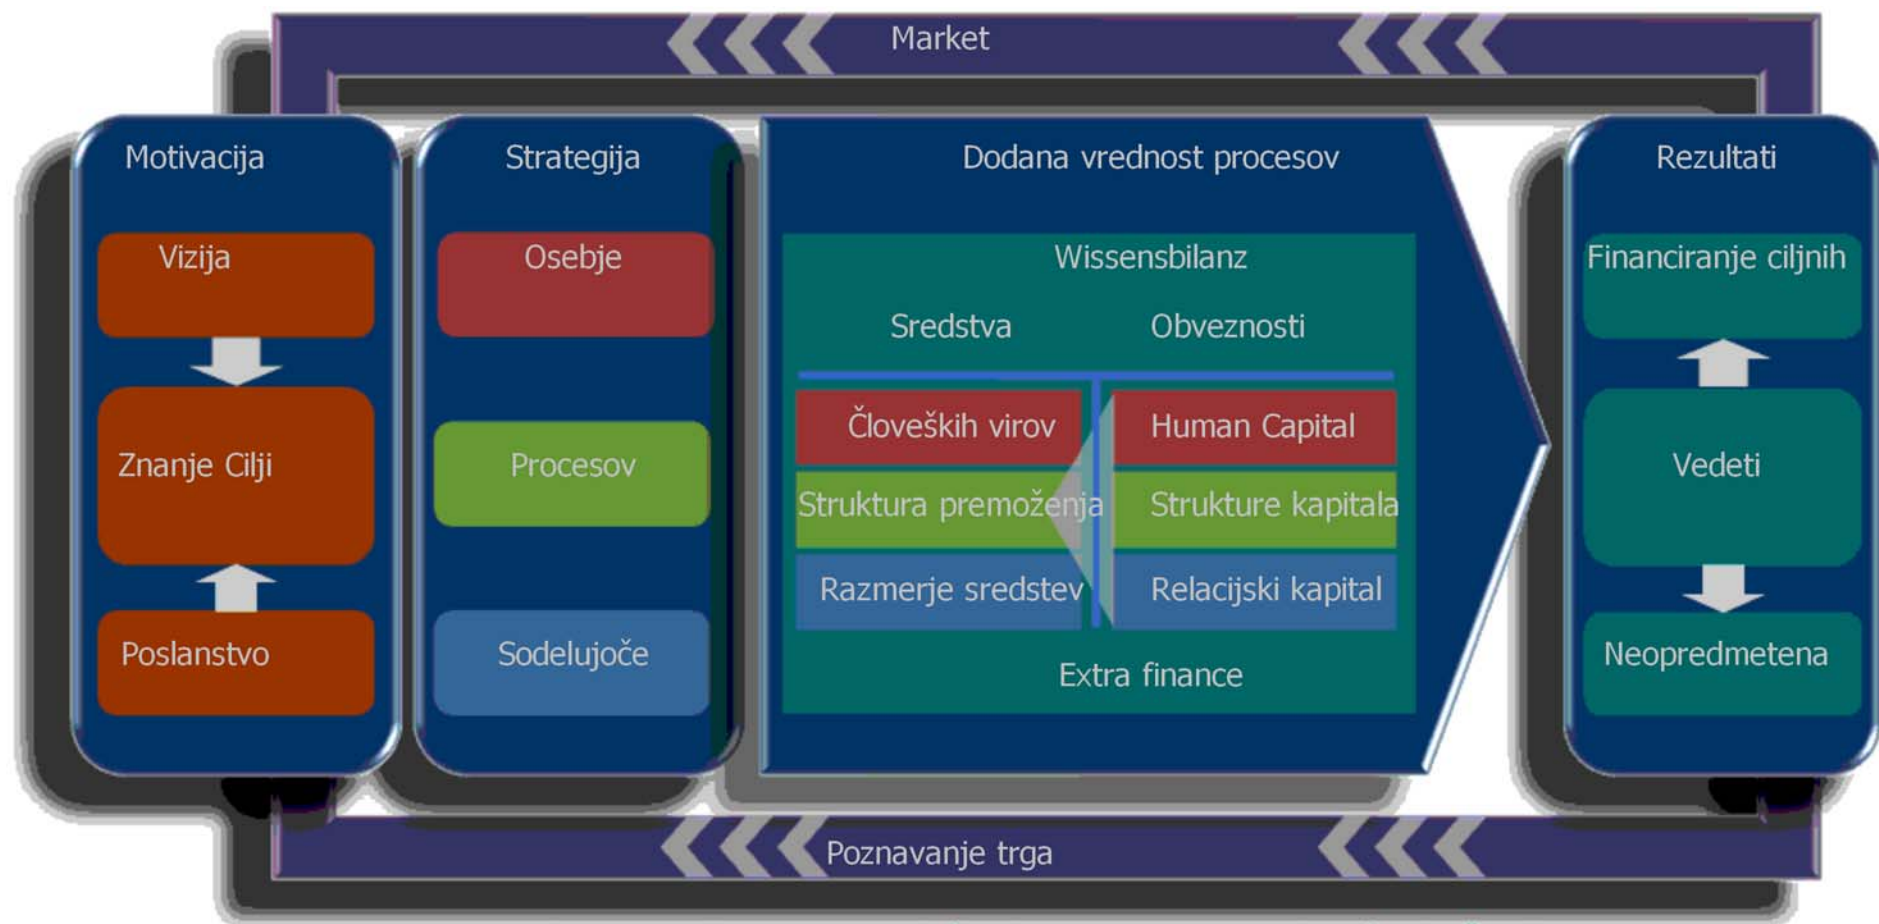 Market
Motivacija
Vizija
Znanje Cilji
Poslanstvo
Strategija
Osebje
Procesov
Sodelujoče
Dodana vrednost procesov
Wissensbilanz
Sredstva Obveznosti
Človeških virov Human Capital
Struktura premoženja Strukture kapitala
Razmerje sredstev Relacijski kapital
Extra finance
Rezultati
Financiranje ciljnih
Vedeti
Neopredmetena
Poznavanje trga